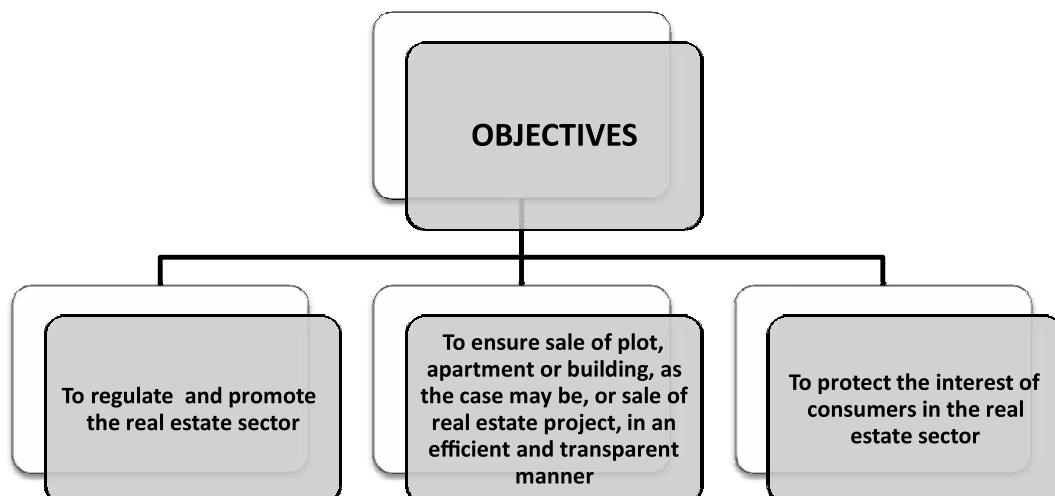 OBJECTIVES
To regulate and promote
the real estate sector
To ensure sale of plot,
apartment or building, as
the case may be, or sale of
real estate project, in an
efficient and transparent
manner
To protect the interest of
consumers in the real
estate sector